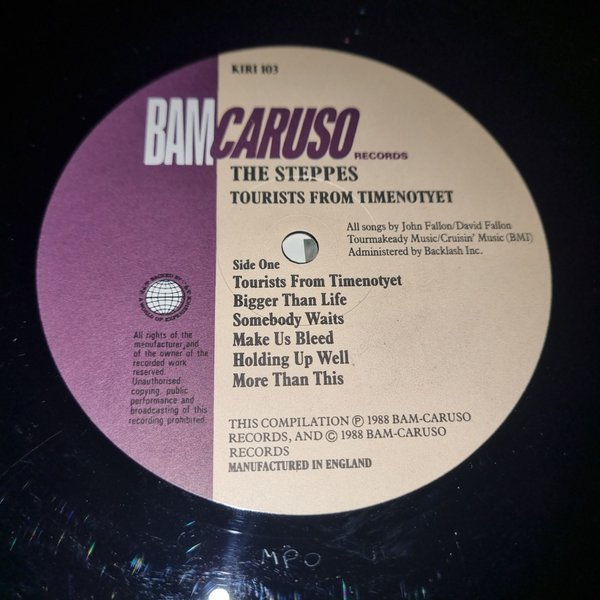 KIRI 103
BAM CARUSO RECORDS
THE STEPPES
TOURISTS FROM TIMENOTYET
All songs by John Fallon/David Fallon
Tourmakeady Music/Cruisin' Music (BMI)
Administered by Backlash Inc.
Side One
Tourists From Timenotyet
Bigger Than Life
Somebody Waits
Make Us Bleed
Holding Up Well
More Than This
All rights of the
manufacturer, and
of the owner of the
recorded work
reserved.
Unauthorised
copying, public
performance and
broadcasting of this
recording prohibited.
THIS COMPILATION ℗ 1988 BAM-CARUSO
RECORDS, AND © 1988 BAM-CARUSO
RECORDS
MANUFACTURED IN ENGLAND
MPO